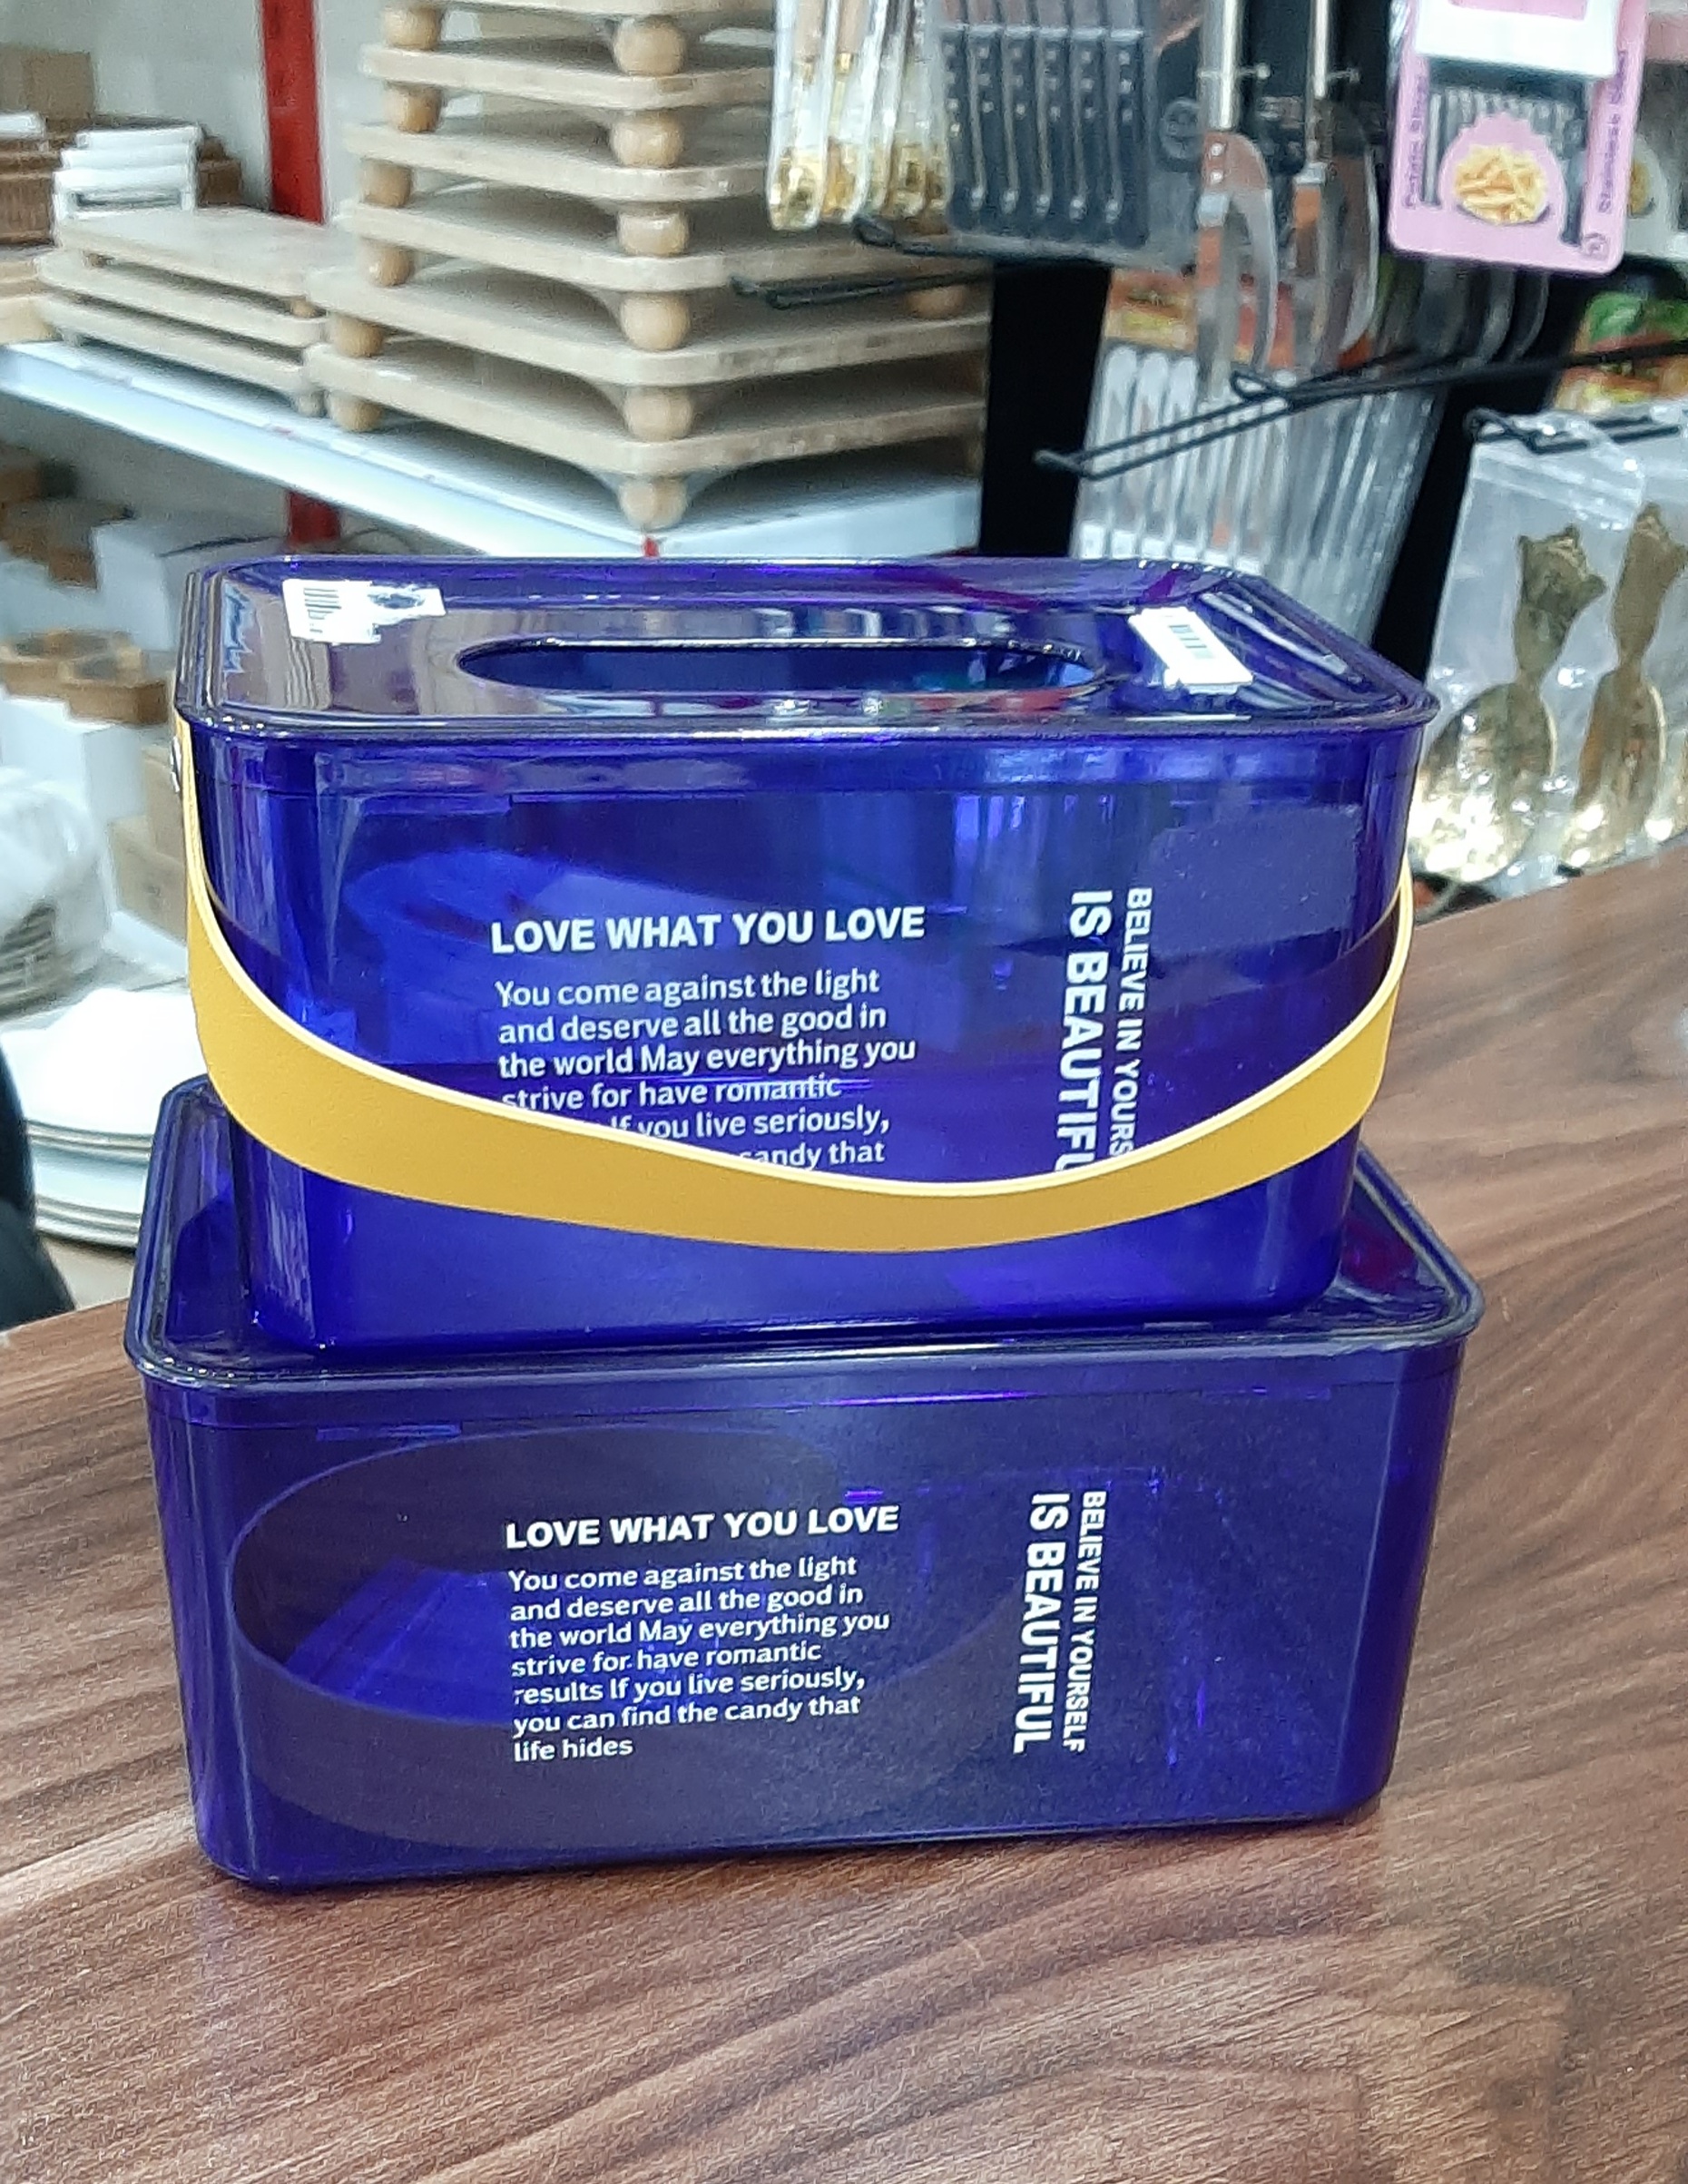 Potato Slicer
Stainless Steel
LOVE WHAT YOU LOVE
You come against the light
and deserve all the good in
the world May everything you
strive for have romantic
If you live seriously,
candy that
BELIEVE IN YOURS
IS BEAUTIFU
LOVE WHAT YOU LOVE
You come against the light
and deserve all the good in
the world May everything you
strive for have romantic
results If you live seriously,
you can find the candy that
life hides
BELIEVE IN YOURSELF
IS BEAUTIFUL